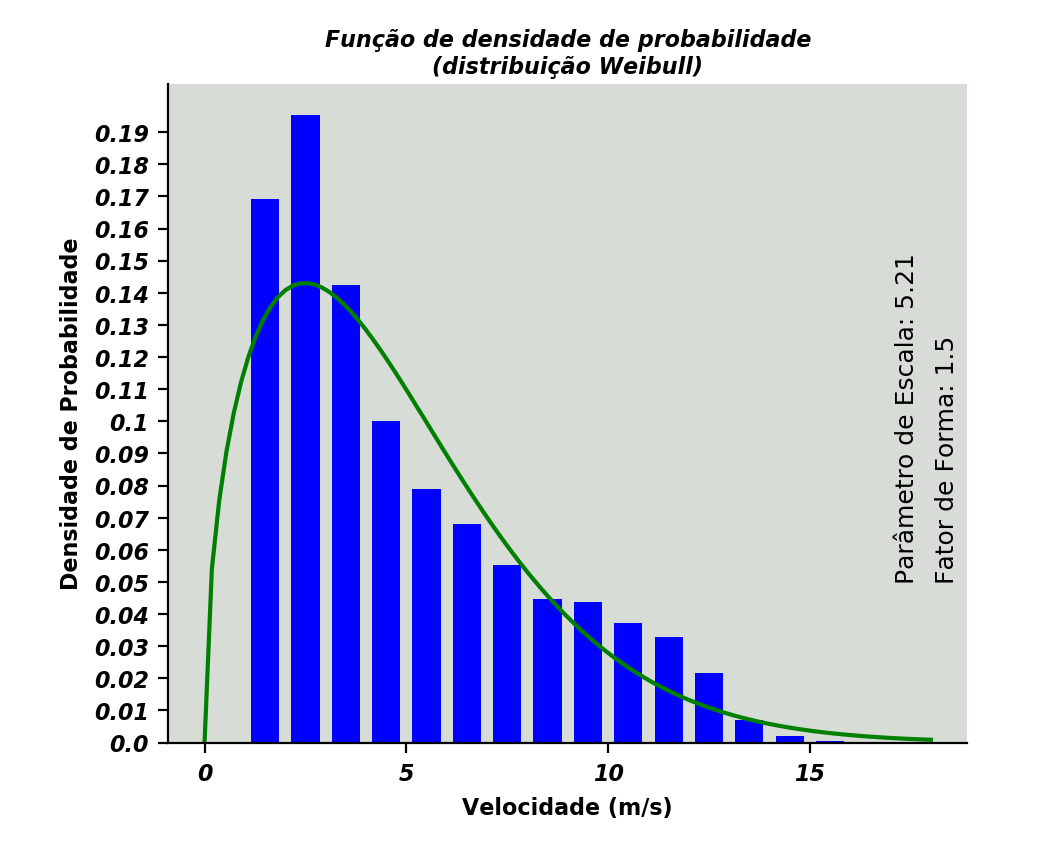 Função de densidade de probabilidade
(distribuição Weibull)
Densidade de Probabilidade
0.19
0.18
0.17
0.16
0.15
0.14
0.13
0.12
0.11
0.1
0.09
0.08
0.07
0.06
0.05
0.04
0.03
0.02
0.01
0.0
Parâmetro de Escala: 5.21
Fator de Forma: 1.5
0 5 10 15
Velocidade (m/s)